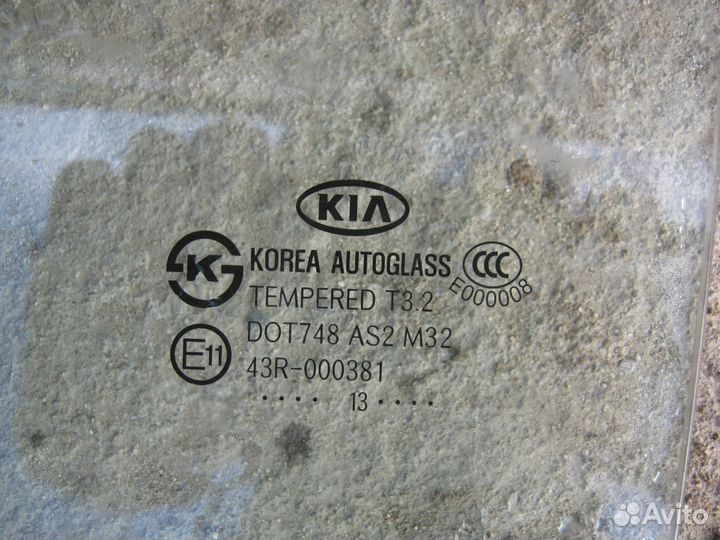 KIA
K
KOREA AUTOGLASS
CCC
E000008
TEMPERED T3.2
DOT748 AS2 M32
E11
43R-000381
.... 13 ....
Avito